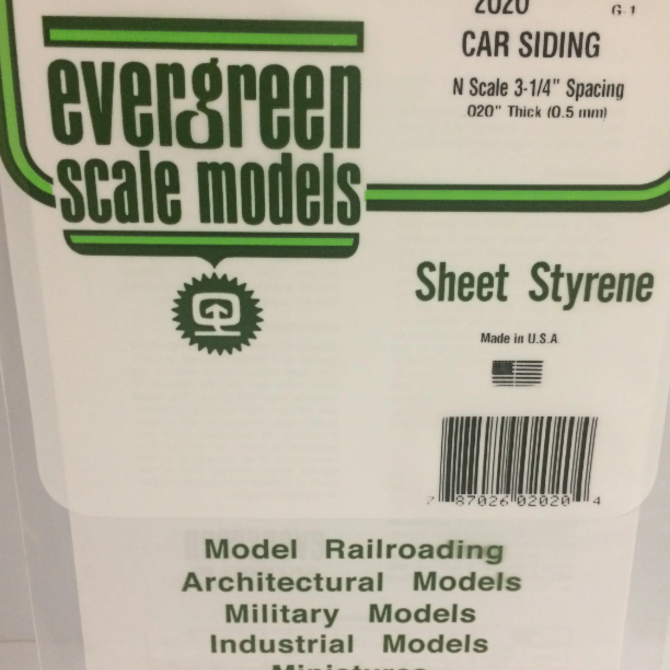 2020
G-1
CAR SIDING
N Scale 3-1/4" Spacing
020" Thick (0.5 mm)
evergreen
scale models
Sheet Styrene
Made in U.S.A.
7 87026 02020 4
Model Railroading
Architectural Models
Military Models
Industrial Models
Miniatures